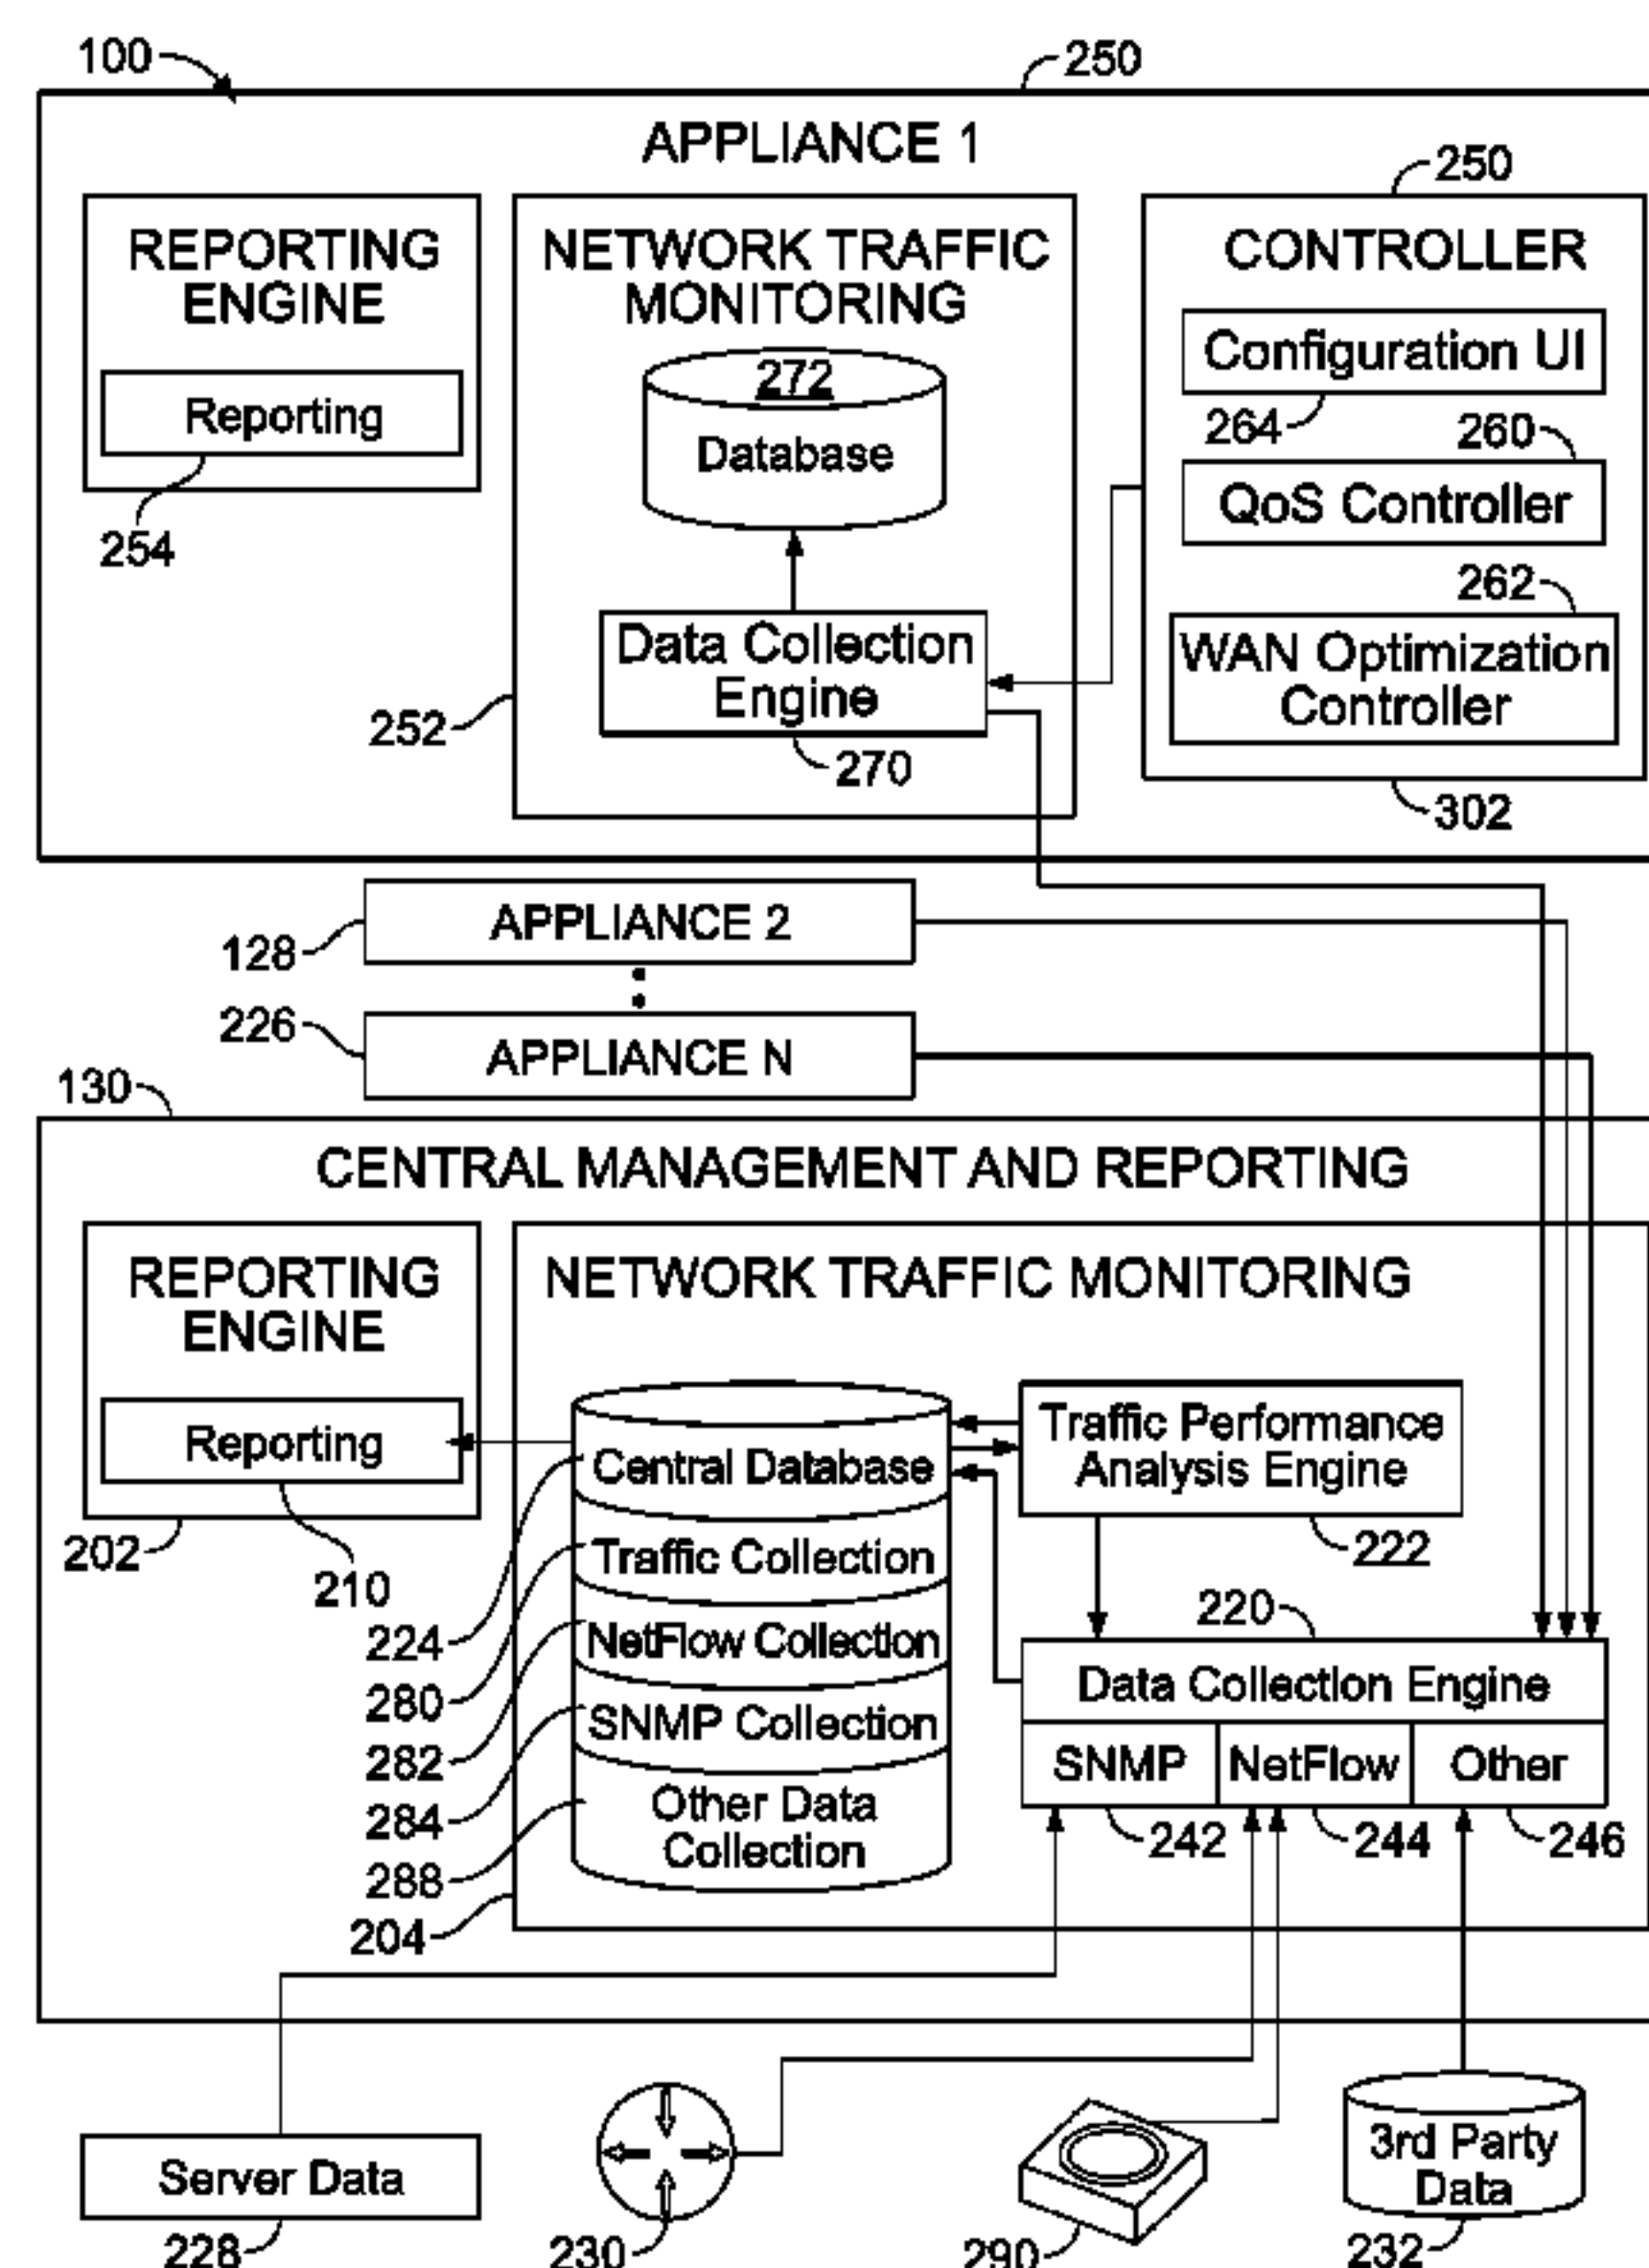 100
250
APPLIANCE 1
250
REPORTING
ENGINE
Reporting
254
NETWORK TRAFFIC
MONITORING
272
Database
Data Collection
Engine
252
270
CONTROLLER
Configuration UI
264
260
QoS Controller
262
WAN Optimization
Controller
302
APPLIANCE 2
128
226
APPLIANCE N
130
CENTRAL MANAGEMENT AND REPORTING
REPORTING
ENGINE
Reporting
202
210
NETWORK TRAFFIC MONITORING
Central Database
Traffic Collection
NetFlow Collection
SNMP Collection
Other Data
Collection
224
280
282
284
288
204
Traffic Performance
Analysis Engine
222
220
Data Collection Engine
SNMP
NetFlow
Other
242
244
246
Server Data
228
230
290
3rd Party
Data
232